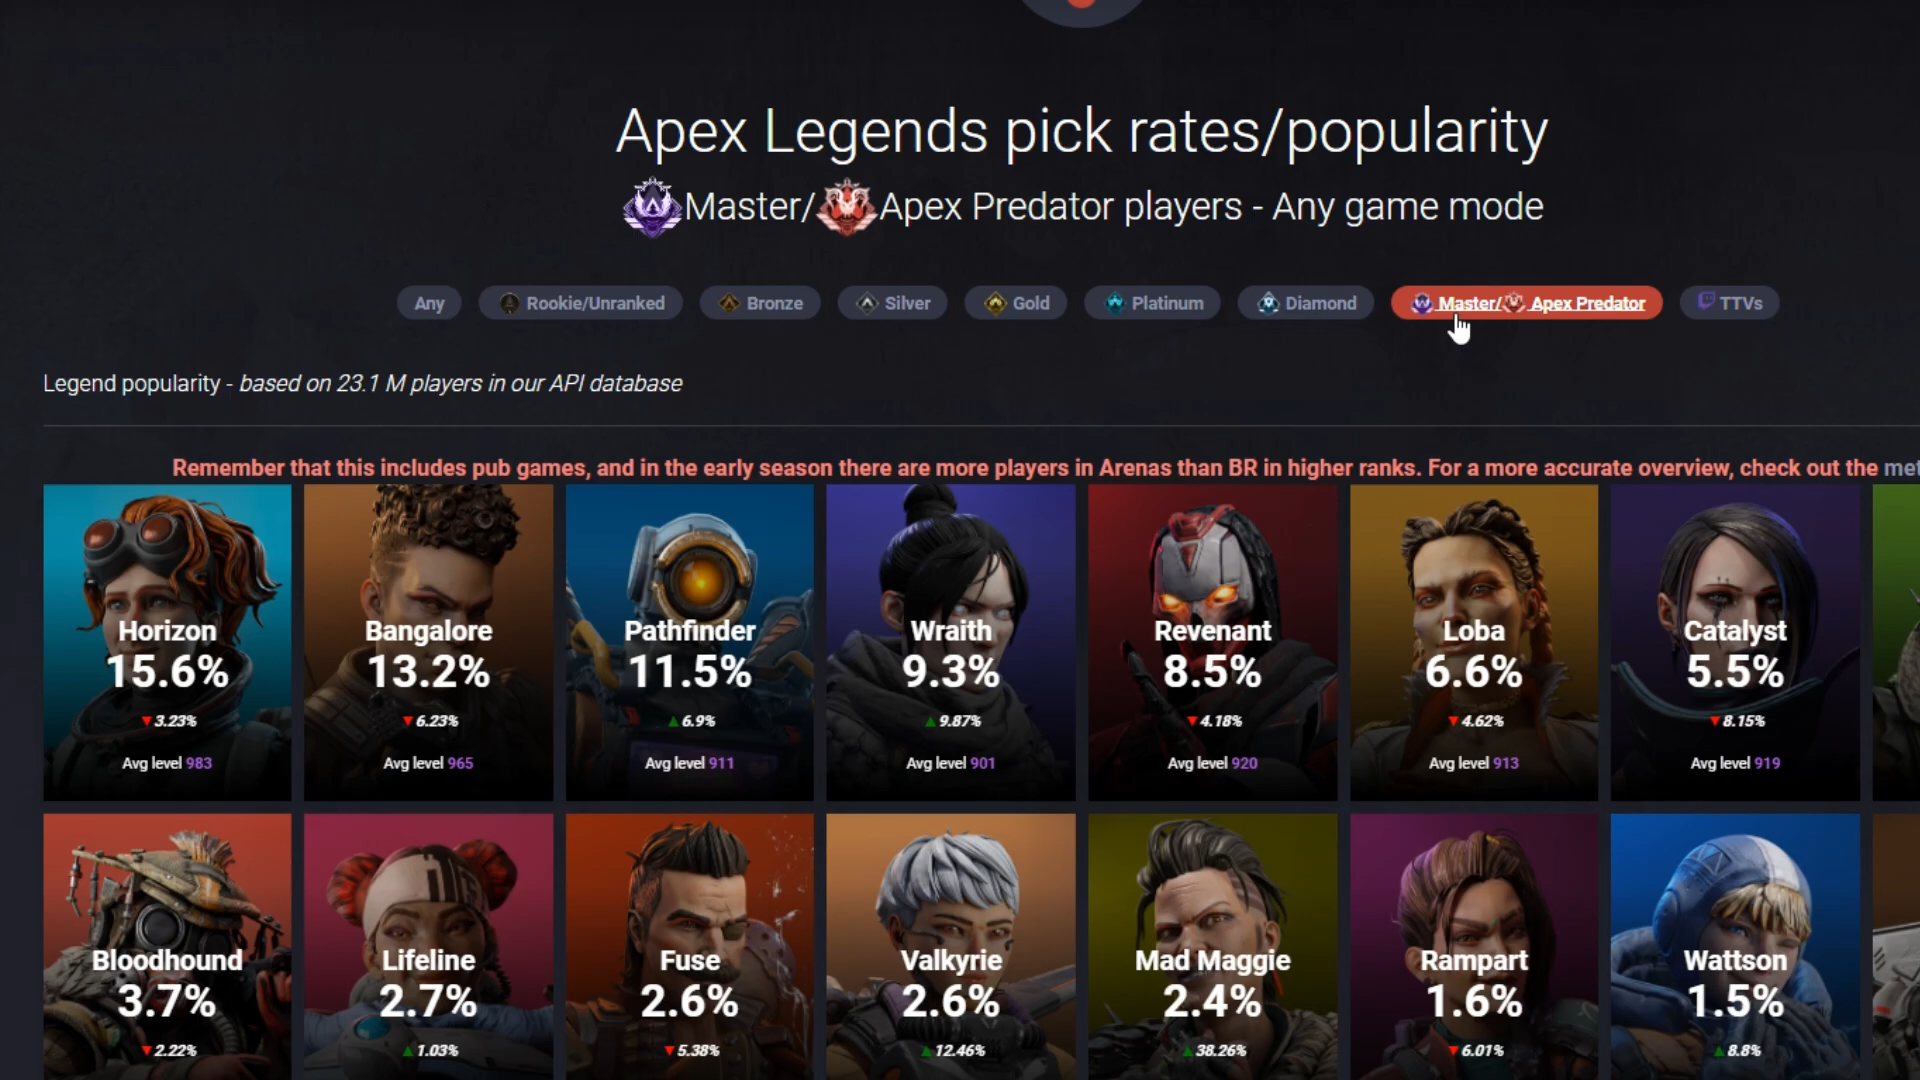 Apex Legends pick rates/popularity
Master/ Apex Predator players - Any game mode
Any Rookie/Unranked Bronze Silver Gold Platinum Diamond Master/ Apex Predator TTVs
Legend popularity - based on 23.1 M players in our API database
Remember that this includes pub games, and in the early season there are more players in Arenas than BR in higher ranks. For a more accurate overview, check out the met
Horizon Bangalore Pathfinder Wraith Revenant Loba Catalyst
15.6% 13.2% 11.5% 9.3% 8.5% 6.6% 5.5%
▼3.23% ▼6.23% ▲6.9% ▲9.87% ▼4.18% ▼4.62% ▼8.15%
Avg level 983 Avg level 965 Avg level 911 Avg level 901 Avg level 920 Avg level 913 Avg level 919
Bloodhound Lifeline Fuse Valkyrie Mad Maggie Rampart Wattson
3.7% 2.7% 2.6% 2.6% 2.4% 1.6% 1.5%
▼2.22% ▲1.03% ▼5.38% ▲12.46% ▲38.26% ▼6.01% ▲8.8%